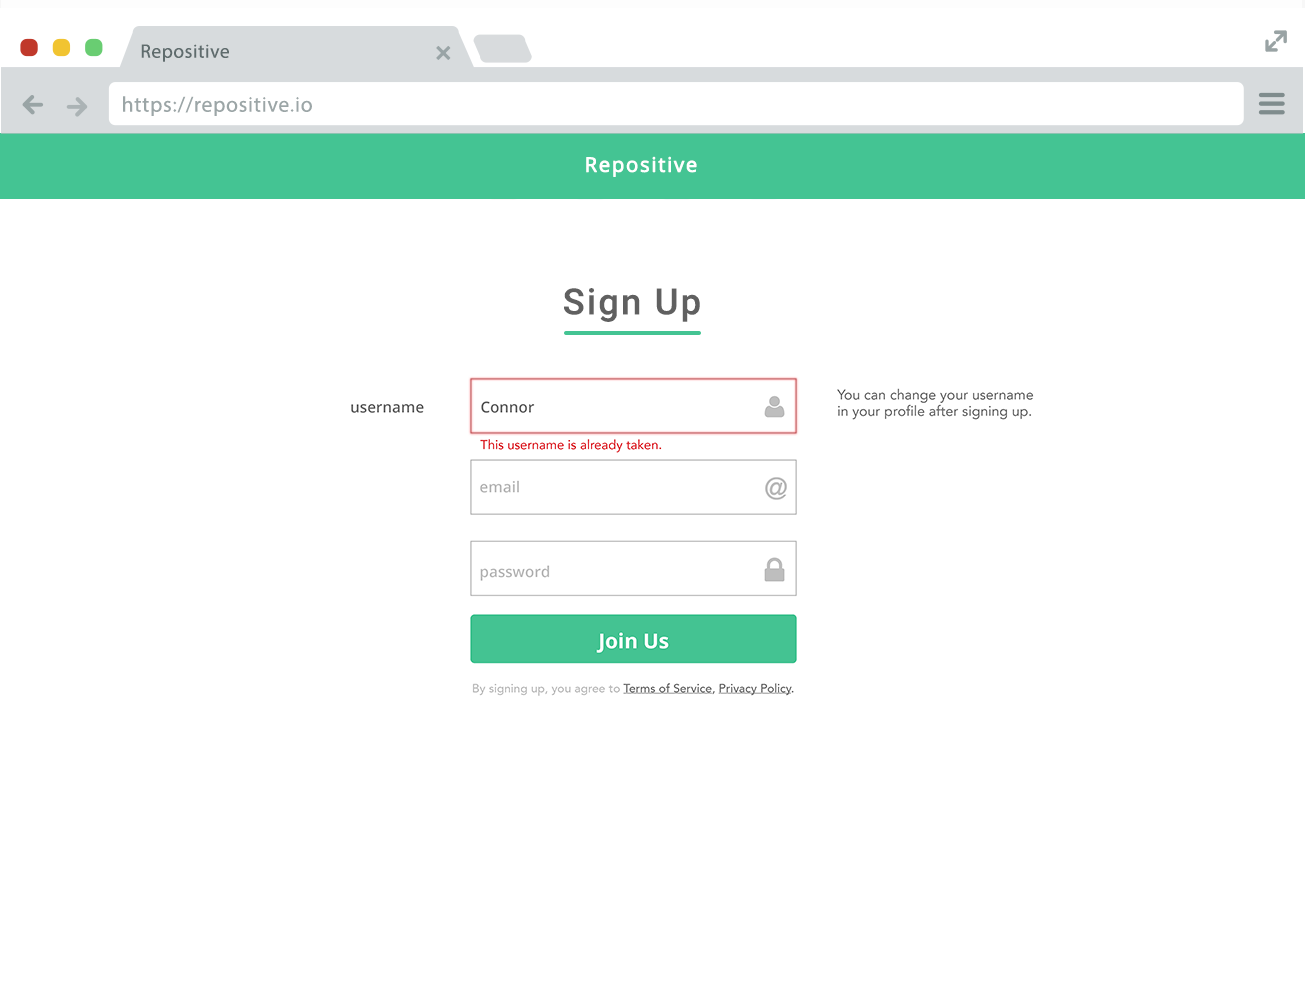 Repositive
https://repositive.io
Repositive
Sign Up
username
Connor
You can change your username
in your profile after signing up.
This username is already taken.
email
@
password
Join Us
By signing up, you agree to Terms of Service, Privacy Policy.